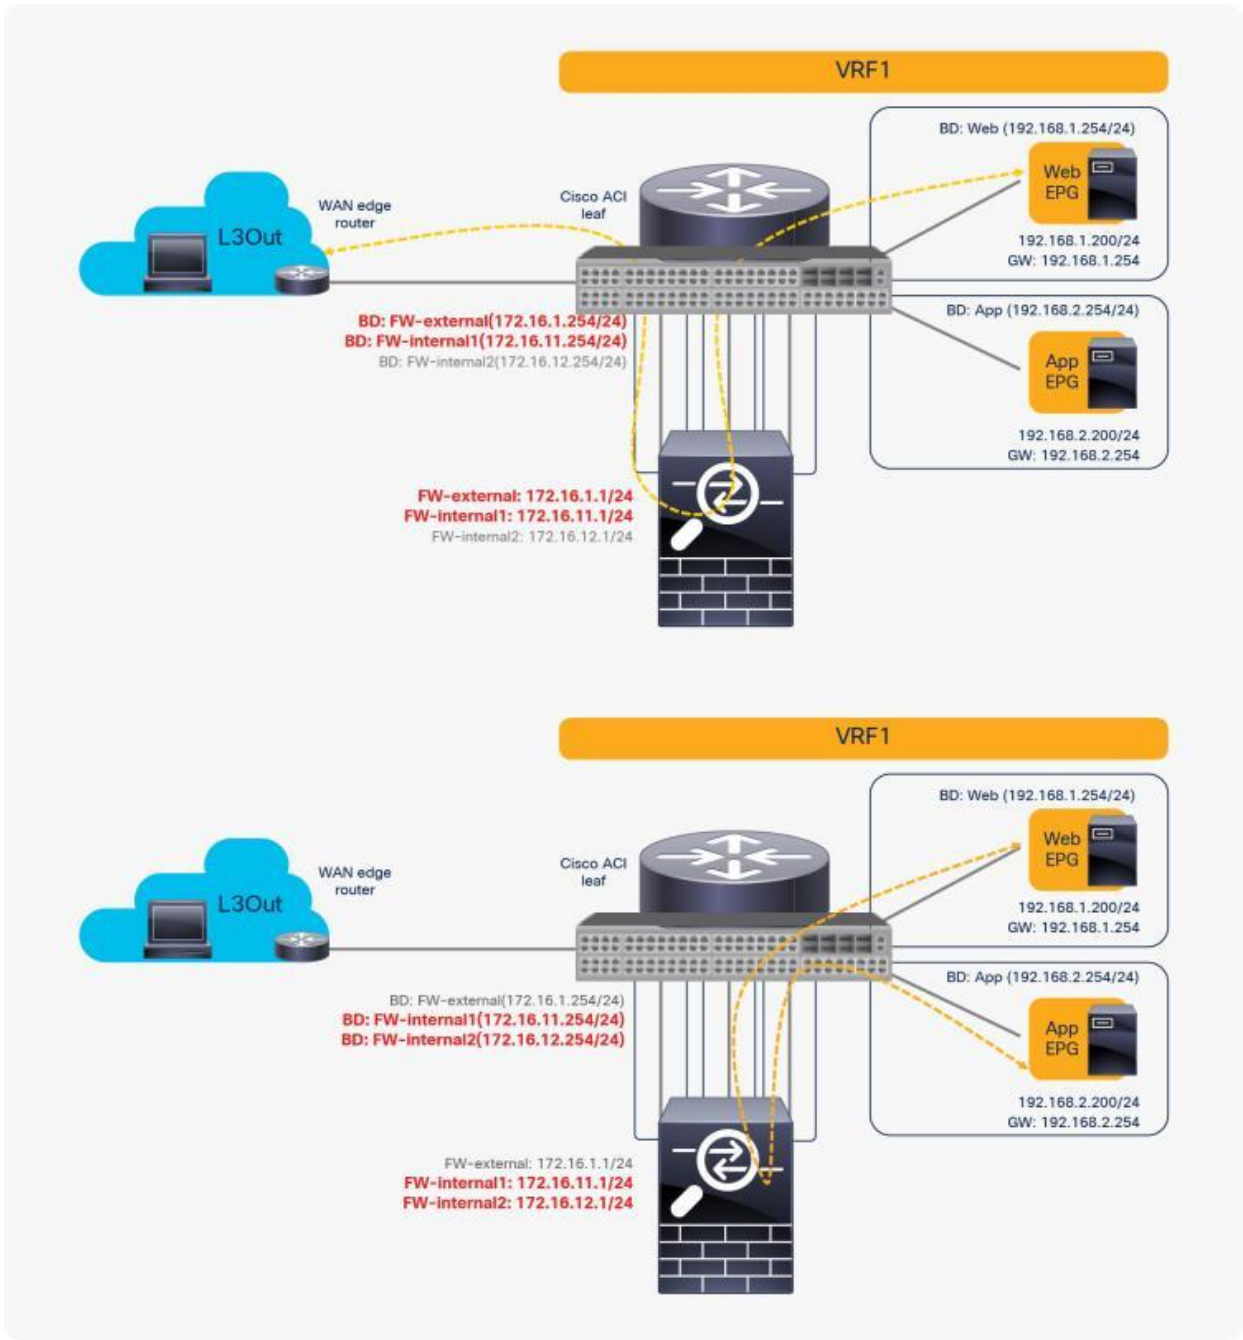 VRF1
BD: Web (192.168.1.254/24)
Web
EPG
192.168.1.200/24
GW: 192.168.1.254
WAN edge
router
L3Out
Cisco ACI
leaf
BD: FW-external(172.16.1.254/24)
BD: FW-internal1(172.16.11.254/24)
BD: FW-internal2(172.16.12.254/24)
BD: App (192.168.2.254/24)
App
EPG
192.168.2.200/24
GW: 192.168.2.254
FW-external: 172.16.1.1/24
FW-internal1: 172.16.11.1/24
FW-internal2: 172.16.12.1/24
VRF1
BD: Web (192.168.1.254/24)
Web
EPG
192.168.1.200/24
GW: 192.168.1.254
WAN edge
router
L3Out
Cisco ACI
leaf
BD: FW-external(172.16.1.254/24)
BD: FW-internal1(172.16.11.254/24)
BD: FW-internal2(172.16.12.254/24)
BD: App (192.168.2.254/24)
App
EPG
192.168.2.200/24
GW: 192.168.2.254
FW-external: 172.16.1.1/24
FW-internal1: 172.16.11.1/24
FW-internal2: 172.16.12.1/24